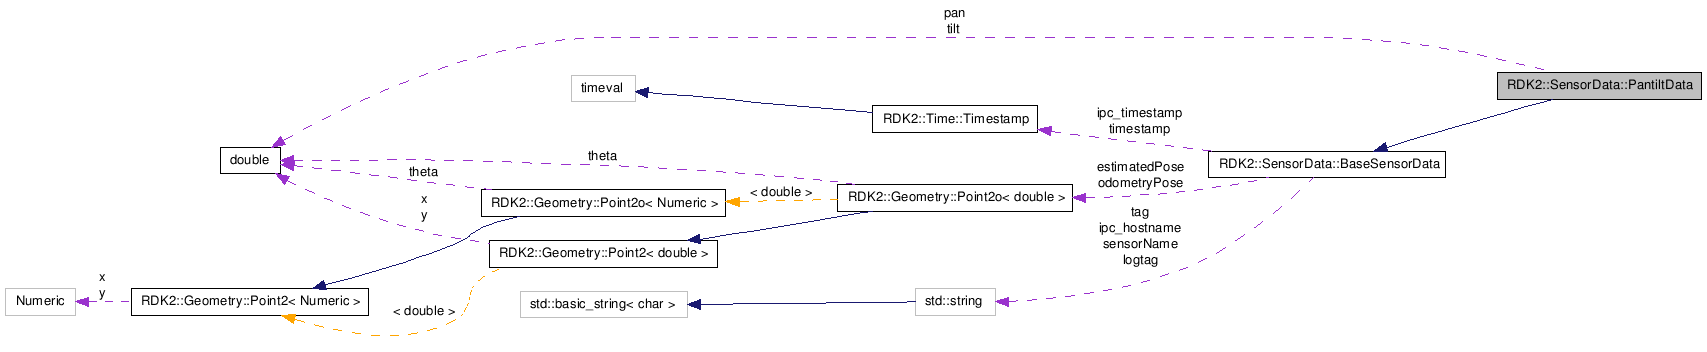 pan
tilt
RDK2::SensorData::PantiltData
timeval
RDK2::Time::Timestamp
ipc_timestamp
timestamp
double
theta
RDK2::SensorData::BaseSensorData
theta
estimatedPose
odometryPose
< double >
RDK2::Geometry::Point2o< double >
x
y
RDK2::Geometry::Point2o< Numeric >
tag
ipc_hostname
sensorName
logtag
RDK2::Geometry::Point2< double >
x
y
Numeric
RDK2::Geometry::Point2< Numeric >
< double >
std::basic_string< char >
std::string